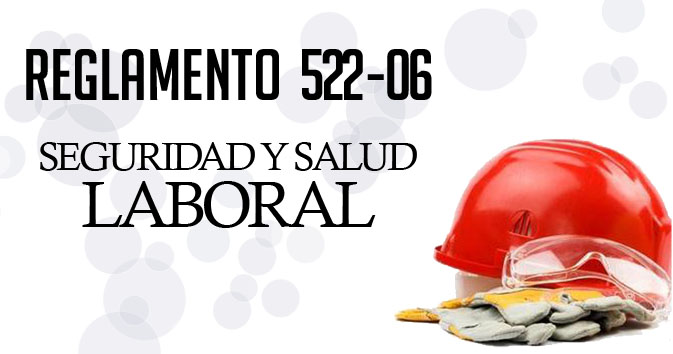 REGLAMENTO 522-06
SEGURIDAD Y SALUD
LABORAL